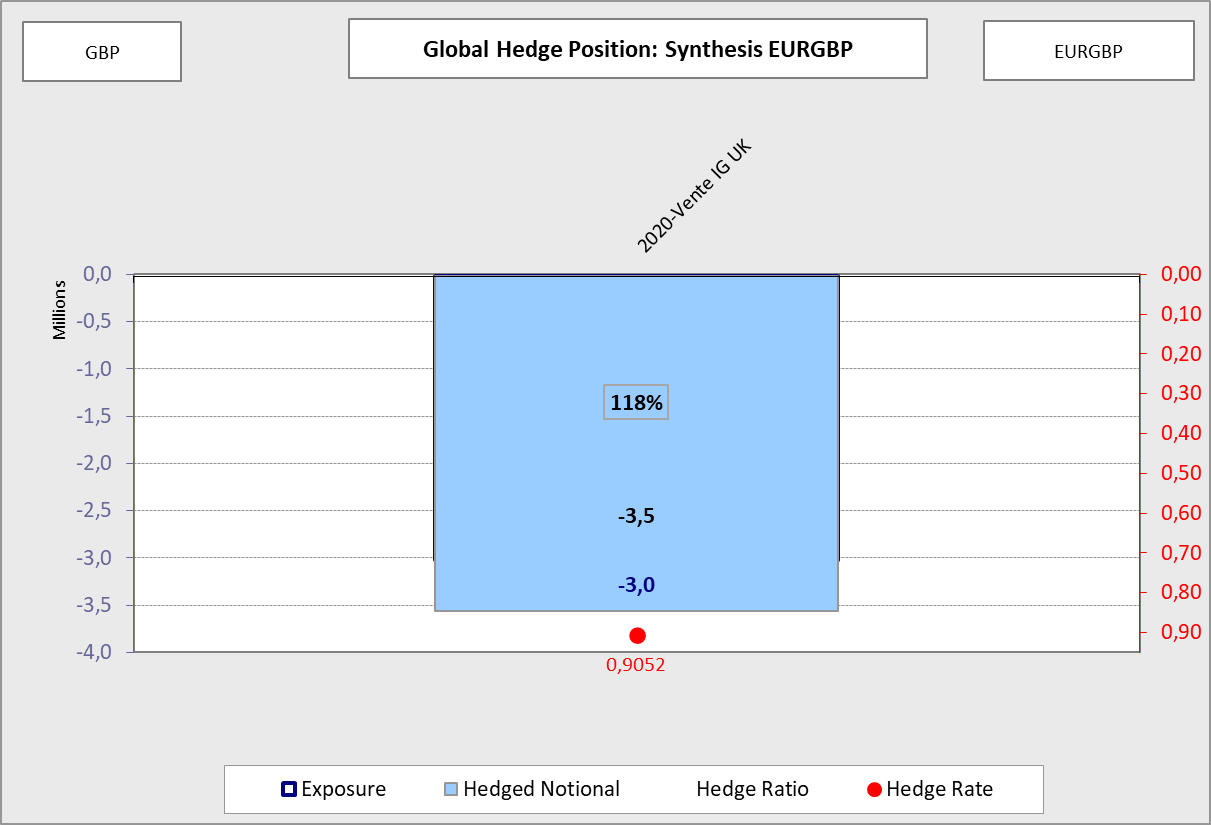 GBP
Global Hedge Position: Synthesis EURGBP
EURGBP
2020-Vente IG UK
Millions
0,0
-0,5
-1,0
-1,5
-2,0
-2,5
-3,0
-3,5
-4,0
118%
-3,5
-3,0
0,9052
0,00
0,10
0,20
0,30
0,40
0,50
0,60
0,70
0,80
0,90
Exposure
Hedged Notional
Hedge Ratio
Hedge Rate